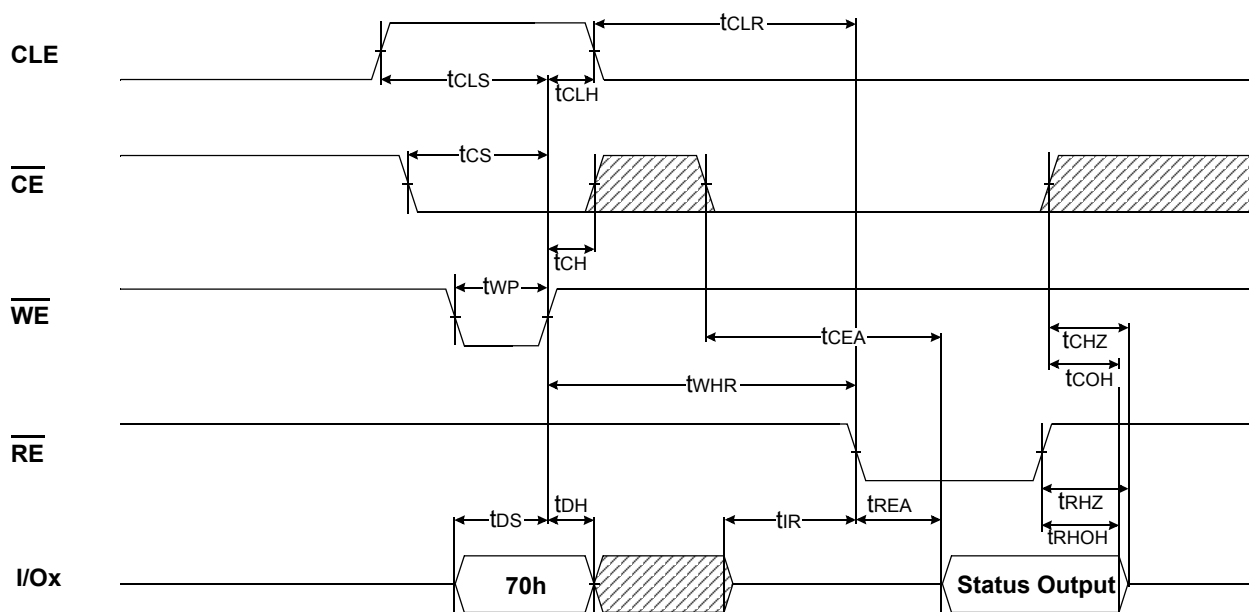 tCLR
CLE
tCLS
tCLH
tCS
CE
tCH
tWP
WE
tCEA
tCHZ
tCOH
tWHR
RE
tDH
tDS
tIR
tREA
tRHZ
tRHOH
I/Ox
70h
Status Output